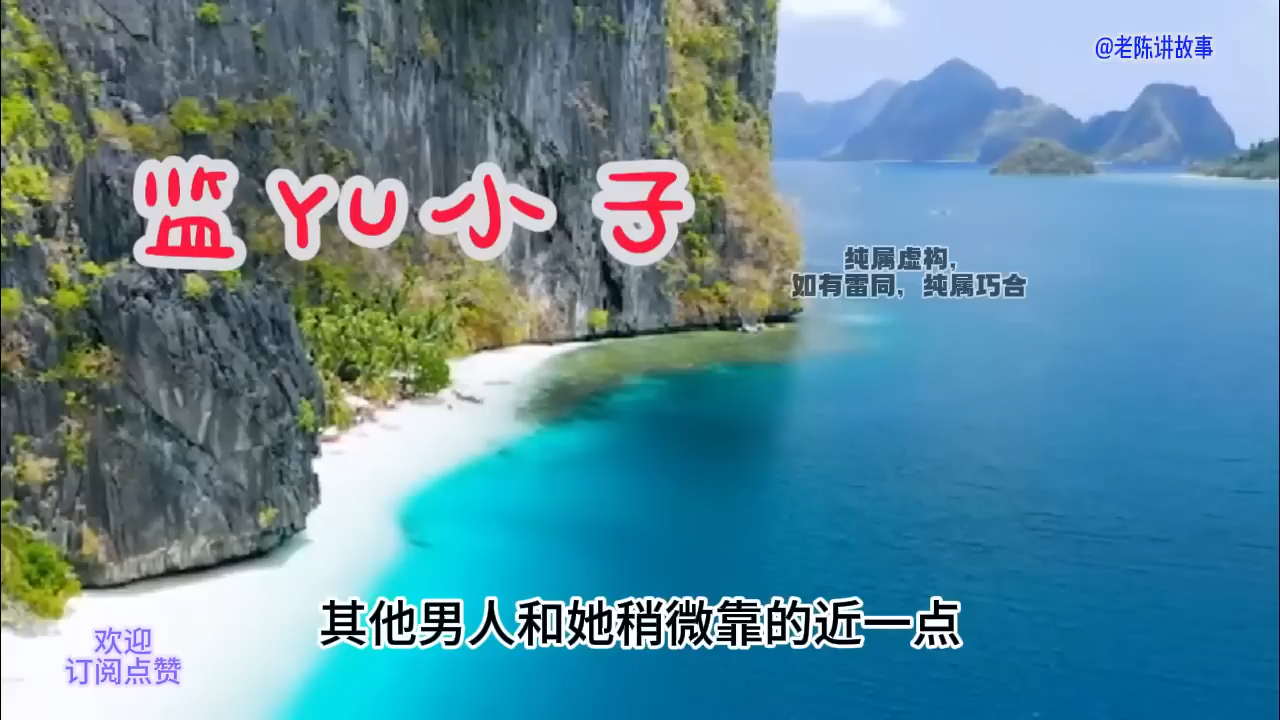 @老陈讲故事
监YU小子
纯属虚构,
如有雷同,纯属巧合
其他男人和她稍微靠的近一点
欢迎
订阅点赞